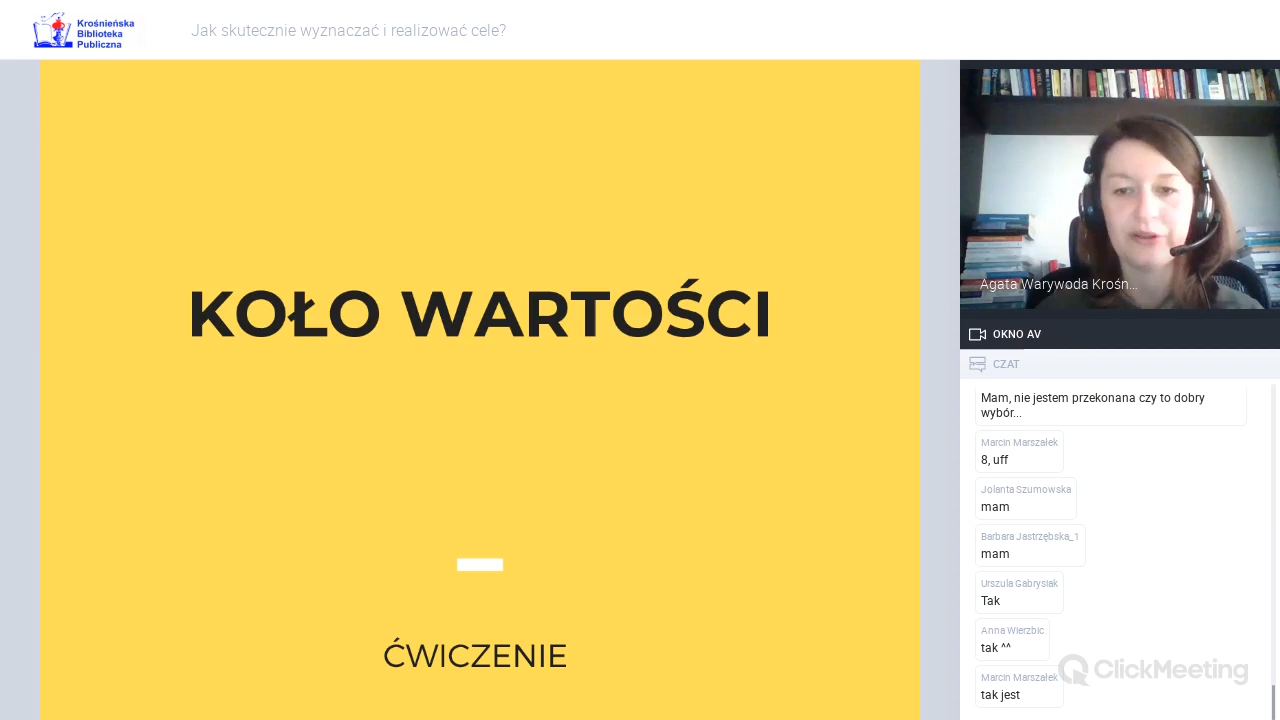 Krośnieńska
Biblioteka
Publiczna
Jak skutecznie wyznaczać i realizować cele?
KOŁO WARTOŚCI
ĆWICZENIE
Agata Warywoda Krośn...
OKNO AV
CZAT
Mam, nie jestem przekonana czy to dobry
wybór...
Marcin Marszałek
8, uff
Jolanta Szumowska
mam
Barbara Jastrzębska_1
mam
Urszula Gabrysiak
Tak
Anna Wierzbic
tak ^^
Marcin Marszałek
tak jest
ClickMeeting